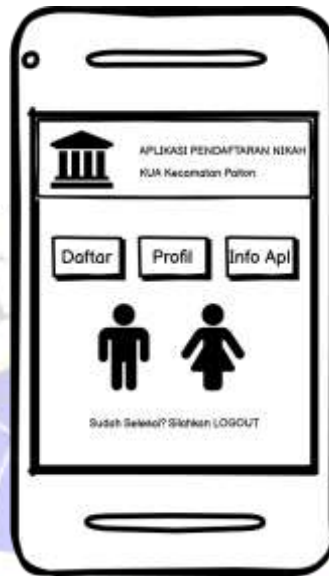 APLIKASI PENDAFTARAN NIKAH
KUA Kecamatan Paiton
Daftar Profil Info Apl
Sudah Selesai? Silahkan LOGOUT